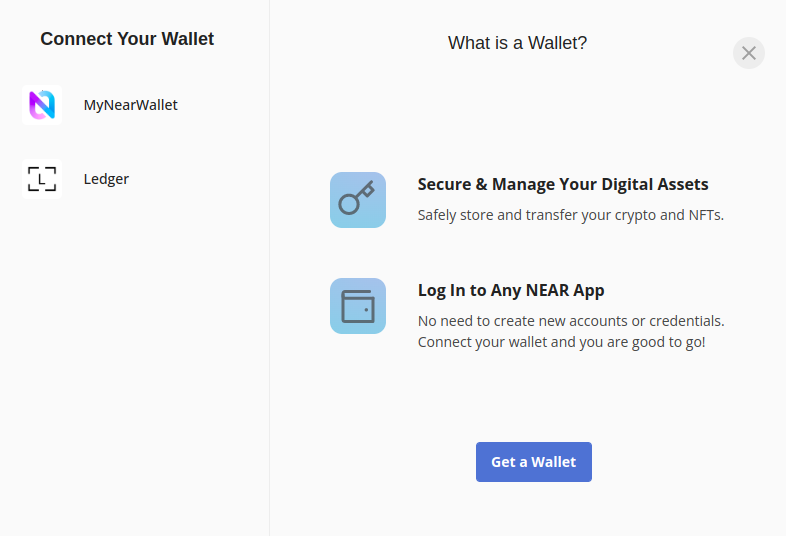 Connect Your Wallet
MyNearWallet
L
Ledger
What is a Wallet?
Secure & Manage Your Digital Assets
Safely store and transfer your crypto and NFTs.
Log In to Any NEAR App
No need to create new accounts or credentials.
Connect your wallet and you are good to go!
Get a Wallet